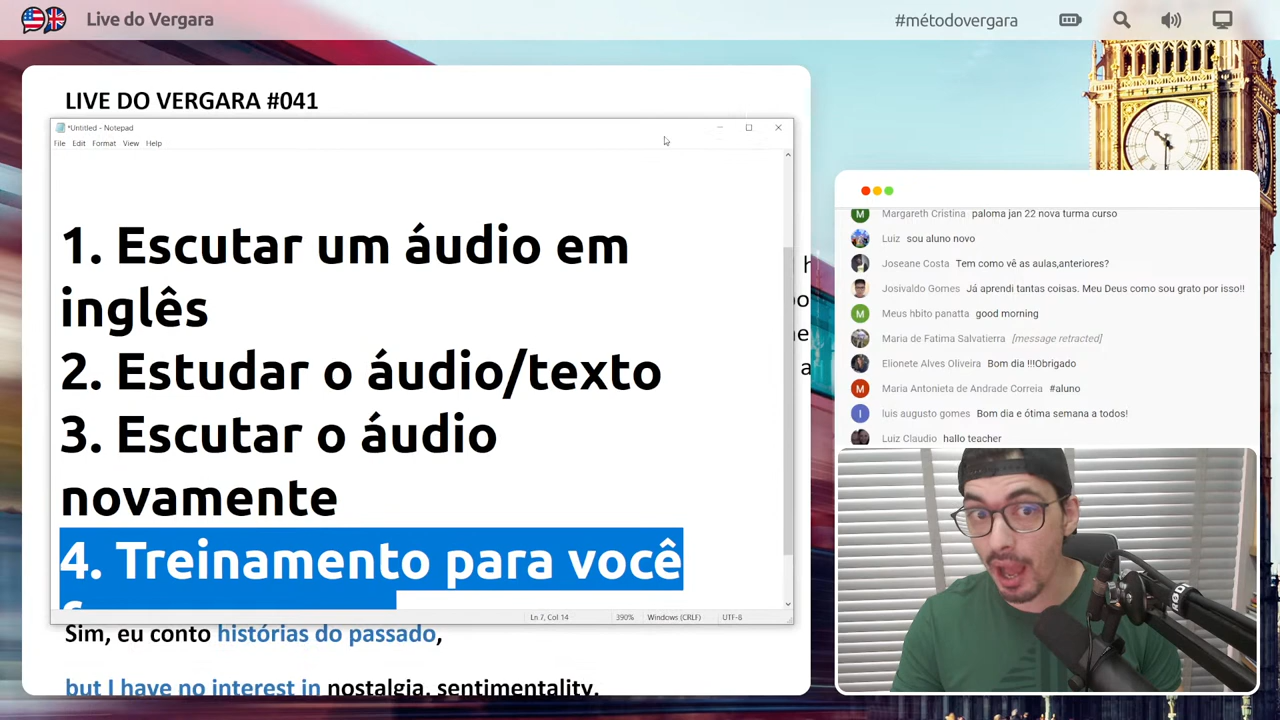 Live do Vergara
#métodovergara
LIVE DO VERGARA #041
*Untitled - Notepad
File Edit Format View Help
1. Escutar um áudio em
inglês
2. Estudar o áudio/texto
3. Escutar o áudio
novamente
4. Treinamento para você
Ln 7, Col 14 390% Windows (CRLF) UTF-8
Sim, eu conto histórias do passado,
but I have no interest in nostalgia, sentimentality.
Margareth Cristina paloma jan 22 nova turma curso
Luiz sou aluno novo
Joseane Costa Tem como vê as aulas,anteriores?
Josivaldo Gomes Já aprendi tantas coisas. Meu Deus como sou grato por isso!!
Meus hbito panatta good morning
Maria de Fatima Salvatierra [message retracted]
Elionete Alves Oliveira Bom dia !!!Obrigado
Maria Antonieta de Andrade Correia #aluno
luis augusto gomes Bom dia e ótima semana a todos!
Luiz Claudio hallo teacher
RØDE